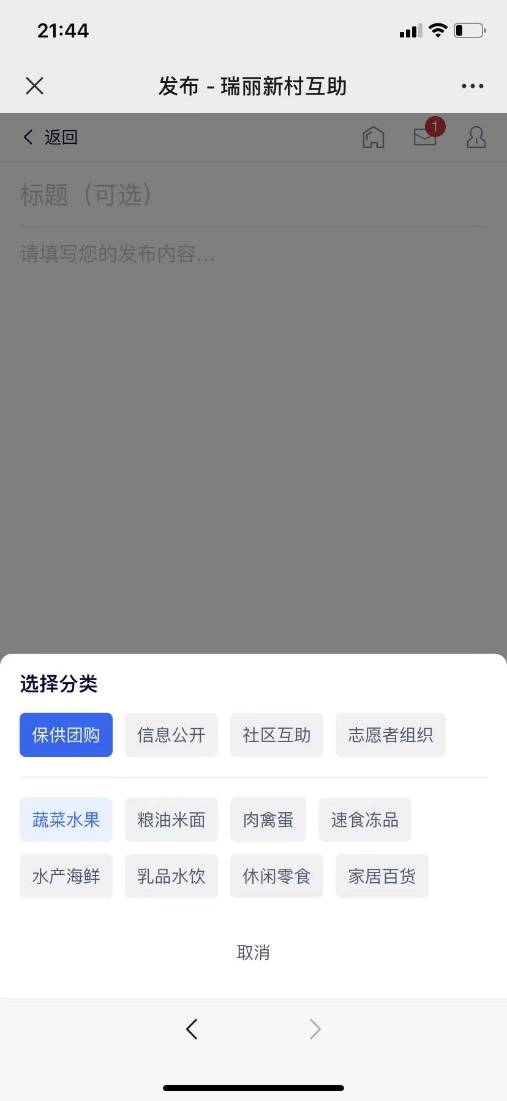 21:44
发布 - 瑞丽新村互助
返回
1
标题（可选）
请填写您的发布内容...
选择分类
保供团购 信息公开 社区互助 志愿者组织
蔬菜水果 粮油米面 肉禽蛋 速食冻品
水产海鲜 乳品水饮 休闲零食 家居百货
取消